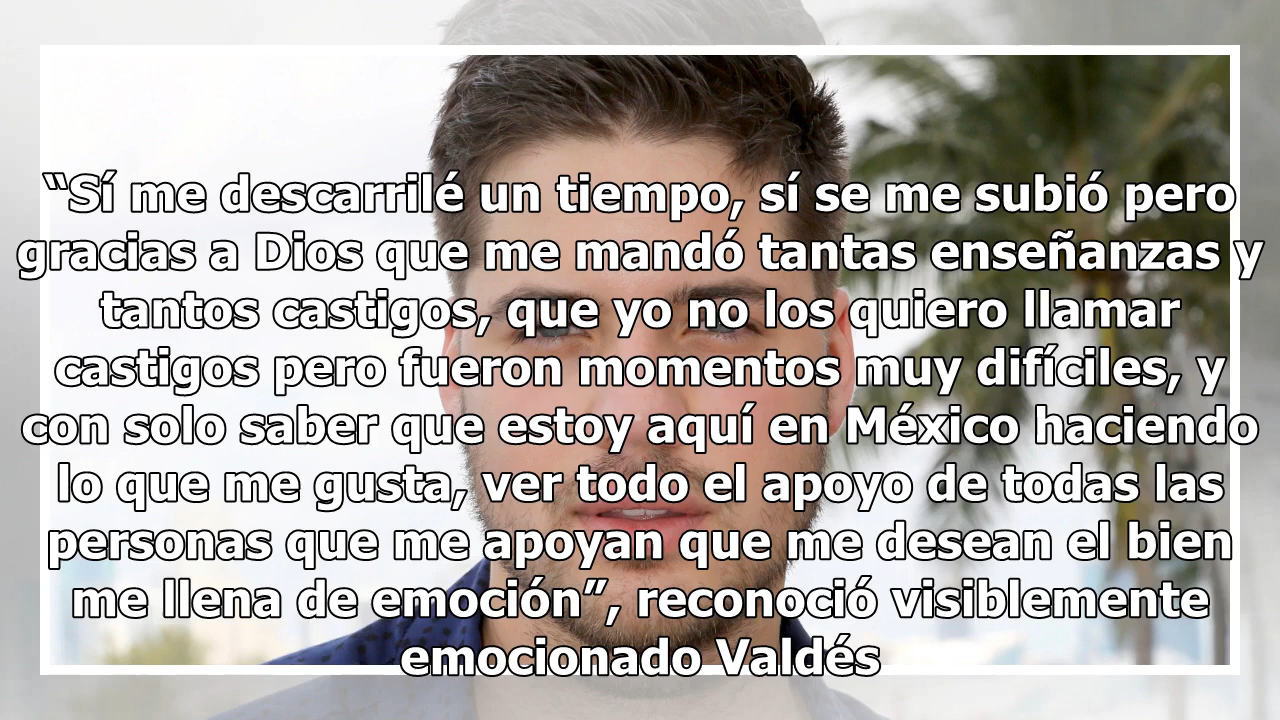 “Sí me descarrilé un tiempo, sí se me subió pero
gracias a Dios que me mandó tantas enseñanzas y
tantos castigos, que yo no los quiero llamar
castigos pero fueron momentos muy difíciles, y
con solo saber que estoy aquí en México haciendo
lo que me gusta, ver todo el apoyo de todas las
personas que me apoyan que me desean el bien
me llena de emoción”, reconoció visiblemente
emocionado Valdés